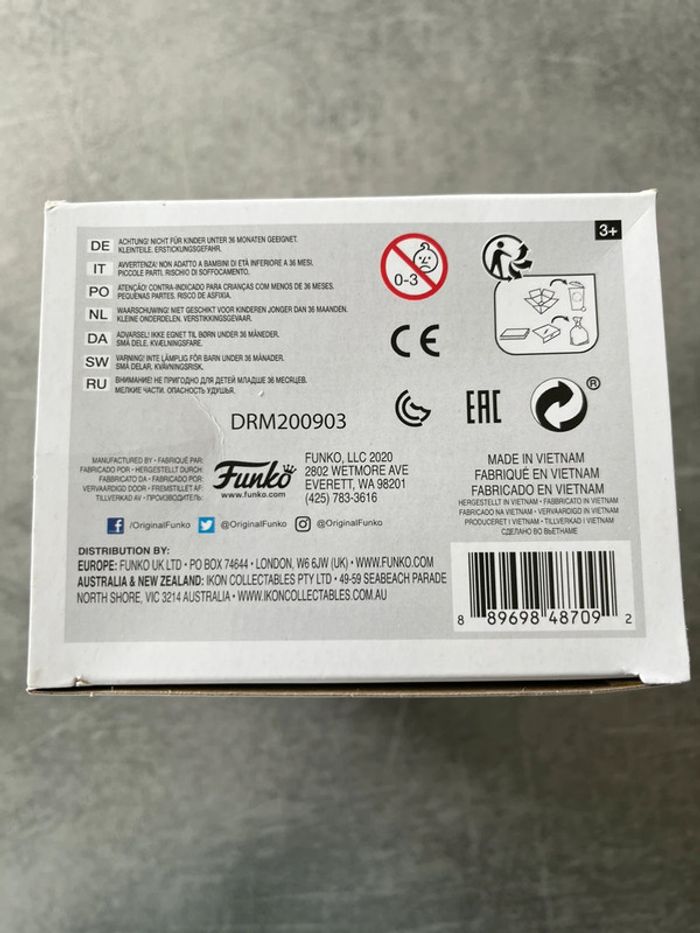 3+
DE ACHTUNG! NICHT FÜR KINDER UNTER 36 MONATEN GEEIGNET.
KLEINTEILE. ERSTICKUNGSGEFAHR.
IT AVVERTENZA: NON ADATTO A BAMBINI DI ETÀ INFERIORE A 36 MESI.
PICCOLE PARTI. RISCHIO DI SOFFOCAMENTO.
PO ATENÇÃO! CONTRA-INDICADO PARA CRIANÇAS COM MENOS DE 36 MESES.
PEQUENAS PARTES. RISCO DE ASFIXIA.
NL WAARSCHUWING! NIET GESCHIKT VOOR KINDEREN JONGER DAN 36 MAANDEN.
KLEINE ONDERDELEN. VERSTIKKINGSGEVAAR.
DA ADVARSEL! IKKE EGNET TIL BØRN UNDER 36 MÅNEDER.
SMÅ DELE. KVÆLNINGSFARE.
SW VARNING! INTE LÄMPLIG FÖR BARN UNDER 36 MÅNADER.
SMÅ DELAR. KVÄVNINGSRISK.
RU ВНИМАНИЕ! НЕ ПРИГОДНО ДЛЯ ДЕТЕЙ МЛАДШЕ 36 МЕСЯЦЕВ.
МЕЛКИЕ ЧАСТИ. ОПАСНОСТЬ УДУШЬЯ.
0-3
CE
EAC
®
DRM200903
MANUFACTURED BY • FABRIQUÉ PAR:
FABRICADO POR • HERGESTELLT DURCH:
FABBRICATO DA • FABRICADO POR:
VERVAARDIGD DOOR • FREMSTILLET AF:
TILLVERKAD AV • ПРОИЗВОДИТЕЛЬ:
Funko
www.funko.com
FUNKO, LLC 2020
2802 WETMORE AVE
EVERETT, WA 98201
(425) 783-3616
MADE IN VIETNAM
FABRIQUÉ EN VIETNAM
FABRICADO EN VIETNAM
HERGESTELLT IN VIETNAM • FABBRICATO IN VIETNAM
FABRICADO NA VIETNAM • VERVAARDIGD IN VIETNAM
PRODUCERET I VIETNAM • TILLVERKAD I VIETNAM
СДЕЛАНО ВО ВЬЕТНАМЕ
f /OriginalFunko @OriginalFunko @OriginalFunko
DISTRIBUTION BY:
EUROPE: FUNKO UK LTD • PO BOX 74644 • LONDON, W6 6JW (UK) • WWW.FUNKO.COM
AUSTRALIA & NEW ZEALAND: IKON COLLECTABLES PTY LTD • 49-59 SEABEACH PARADE
NORTH SHORE, VIC 3214 AUSTRALIA • WWW.IKONCOLLECTABLES.COM.AU
8 89698 48709 2